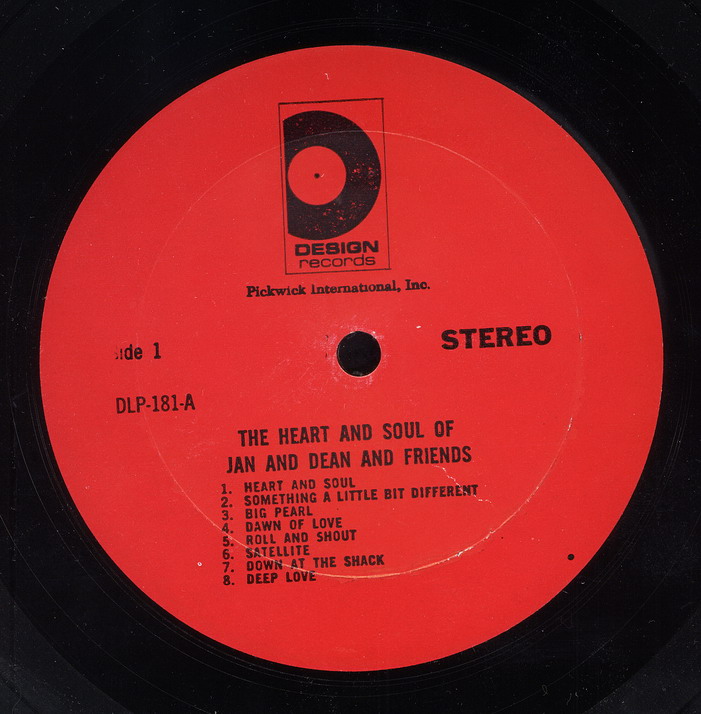 DESIGN
records
Pickwick International, Inc.
side 1
STEREO
DLP-181-A
THE HEART AND SOUL OF
JAN AND DEAN AND FRIENDS
1. HEART AND SOUL
2. SOMETHING A LITTLE BIT DIFFERENT
3. BIG PEARL
4. DAWN OF LOVE
5. ROLL AND SHOUT
6. SATELLITE
7. DOWN AT THE SHACK
8. DEEP LOVE